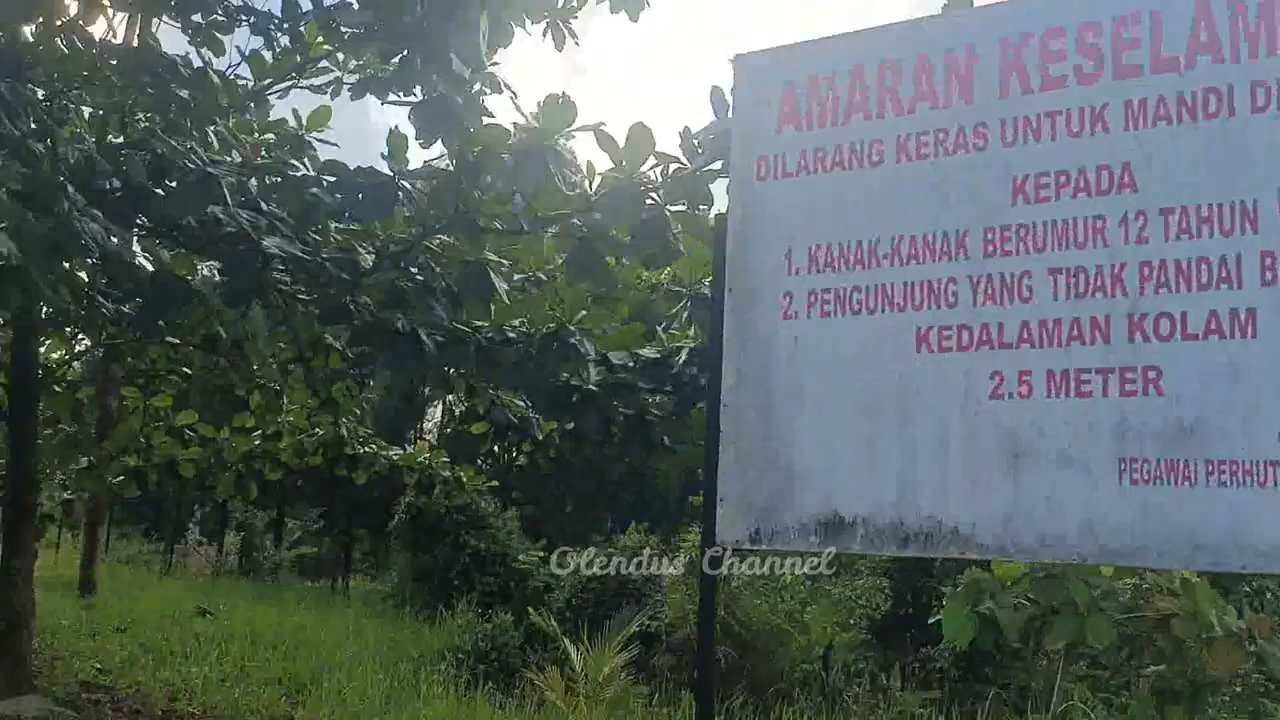 AMARAN KESELAM
DILARANG KERAS UNTUK MANDI D
KEPADA
1. KANAK-KANAK BERUMUR 12 TAHUN
2. PENGUNJUNG YANG TIDAK PANDAI B
KEDALAMAN KOLAM
2.5 METER
PEGAWAI PERHUT
Olendus Channel